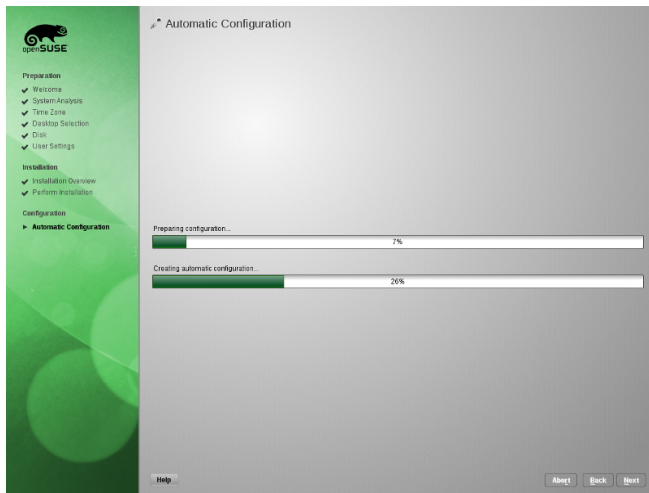 openSUSE
Preparation
Welcome
System Analysis
Time Zone
Desktop Selection
Disk
User Settings
Installation
Installation Overview
Perform Installation
Configuration
Automatic Configuration
Automatic Configuration
Preparing configuration...
7%
Creating automatic configuration...
26%
Help
Abort
Back
Next